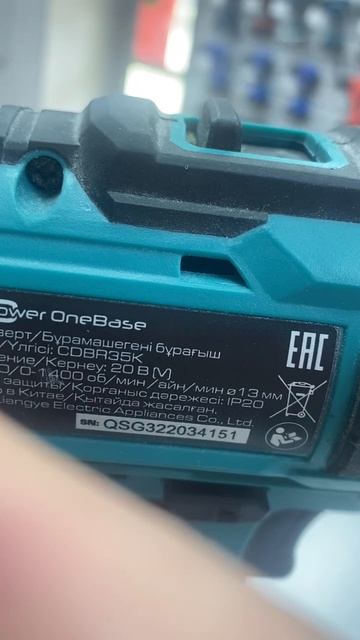 ower OneBase
верт/Бұрамашегені бұрағыш
/Үлгісі: CDBR35K
ение/Кернеу: 20 В (V)
0/0-1400 об/мин/айн/мин ø13 мм
защиты/Қорғаныс дәрежесі: IP20
о в Китае/Қытайда жасалған.
iangye Electric Appliances Co., Ltd.
SN: QSG322034151
EAC